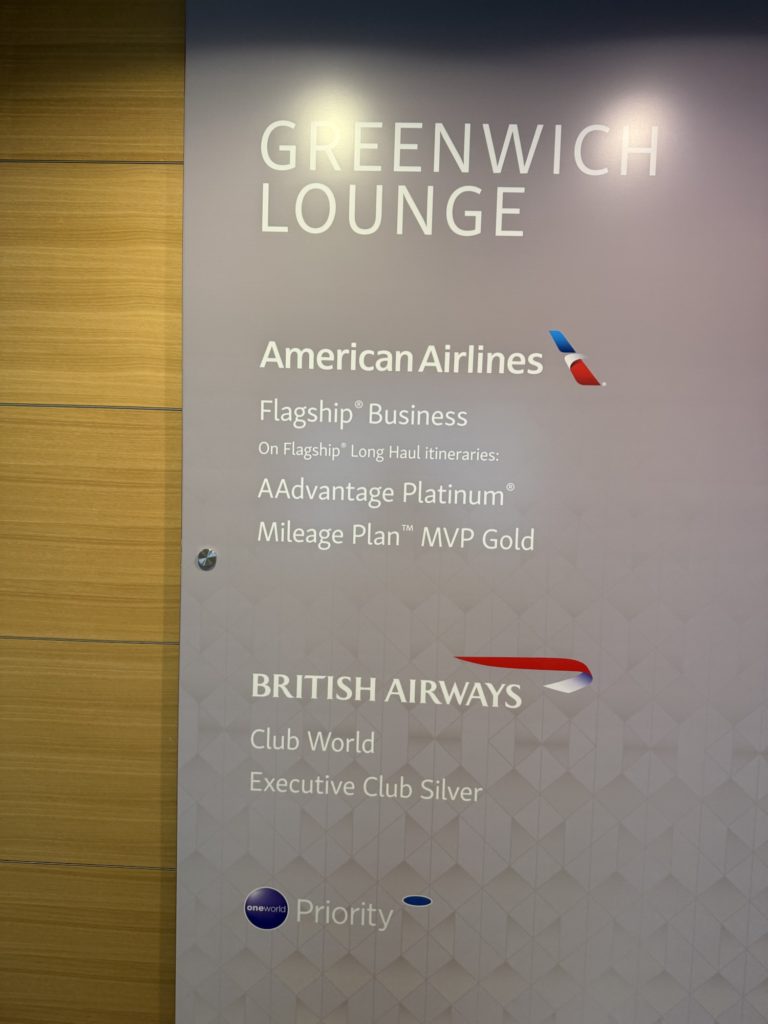 GREENWICH
LOUNGE
American Airlines
Flagship® Business
On Flagship® Long Haul itineraries:
AAdvantage Platinum®
Mileage Plan™ MVP Gold
BRITISH AIRWAYS
Club World
Executive Club Silver
oneworld Priority